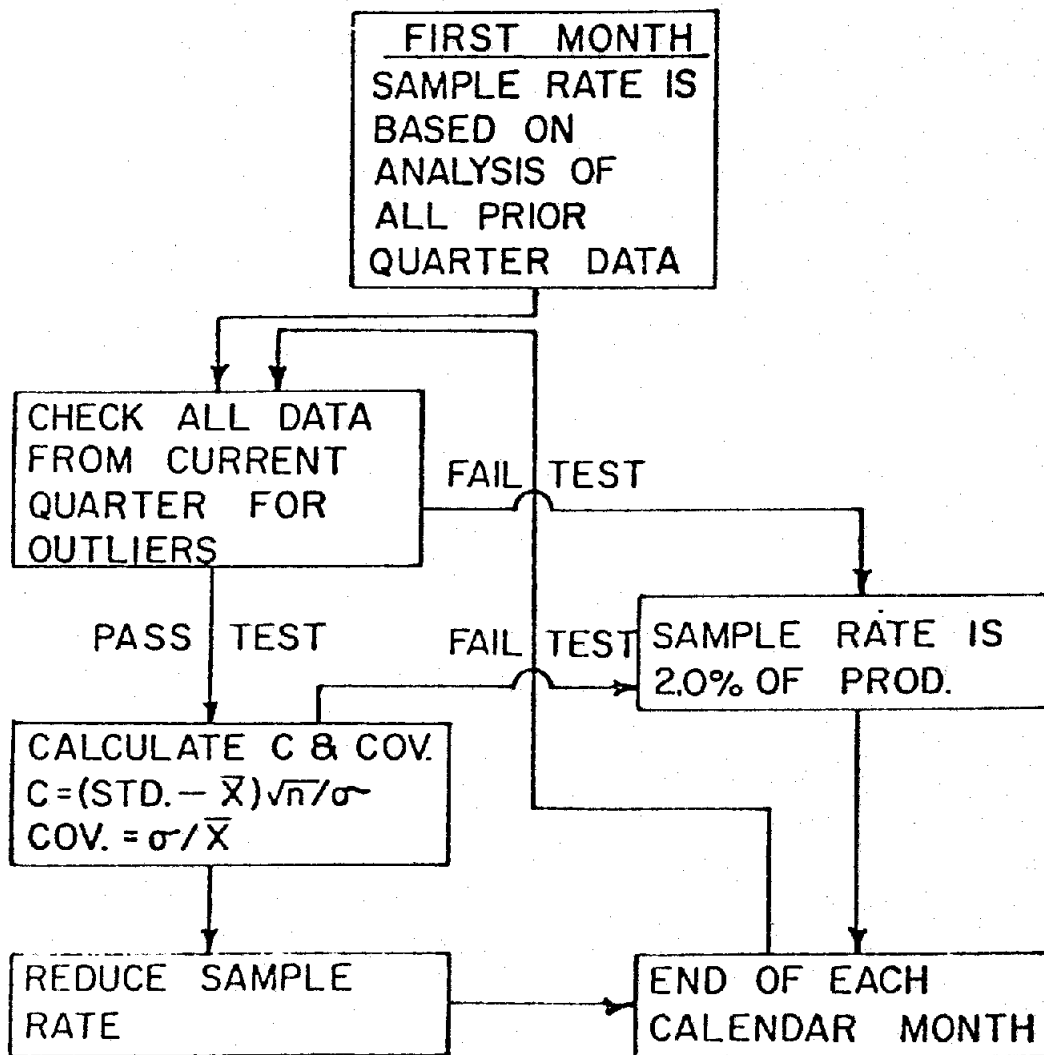 FIRST MONTH
SAMPLE RATE IS
BASED ON
ANALYSIS OF
ALL PRIOR
QUARTER DATA
CHECK ALL DATA
FROM CURRENT
QUARTER FOR
OUTLIERS
FAIL TEST
PASS TEST
FAIL TEST
SAMPLE RATE IS
2.0% OF PROD.
CALCULATE C & COV.
C=(STD.-X̅)√n/σ
COV.=σ/X̅
REDUCE SAMPLE
RATE
END OF EACH
CALENDAR MONTH